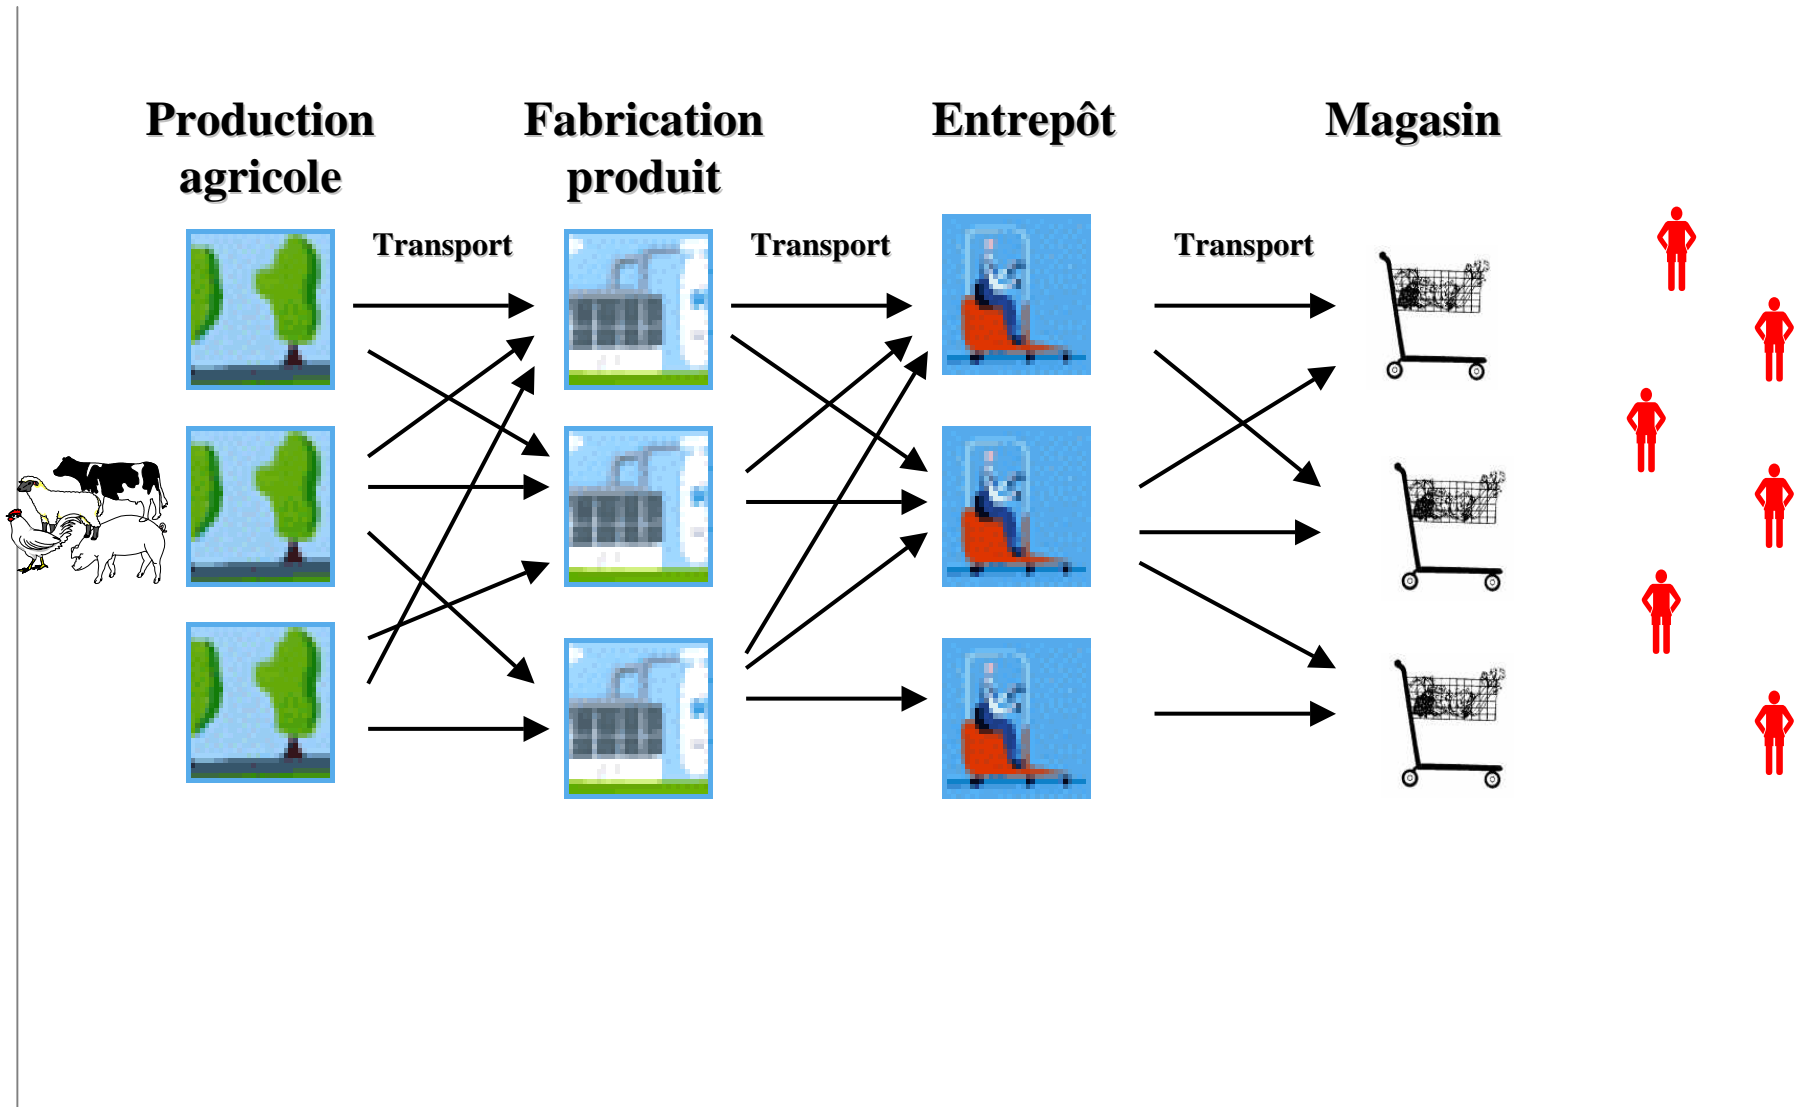 Production
agricole
Fabrication
produit
Entrepôt
Magasin
Transport
Transport
Transport